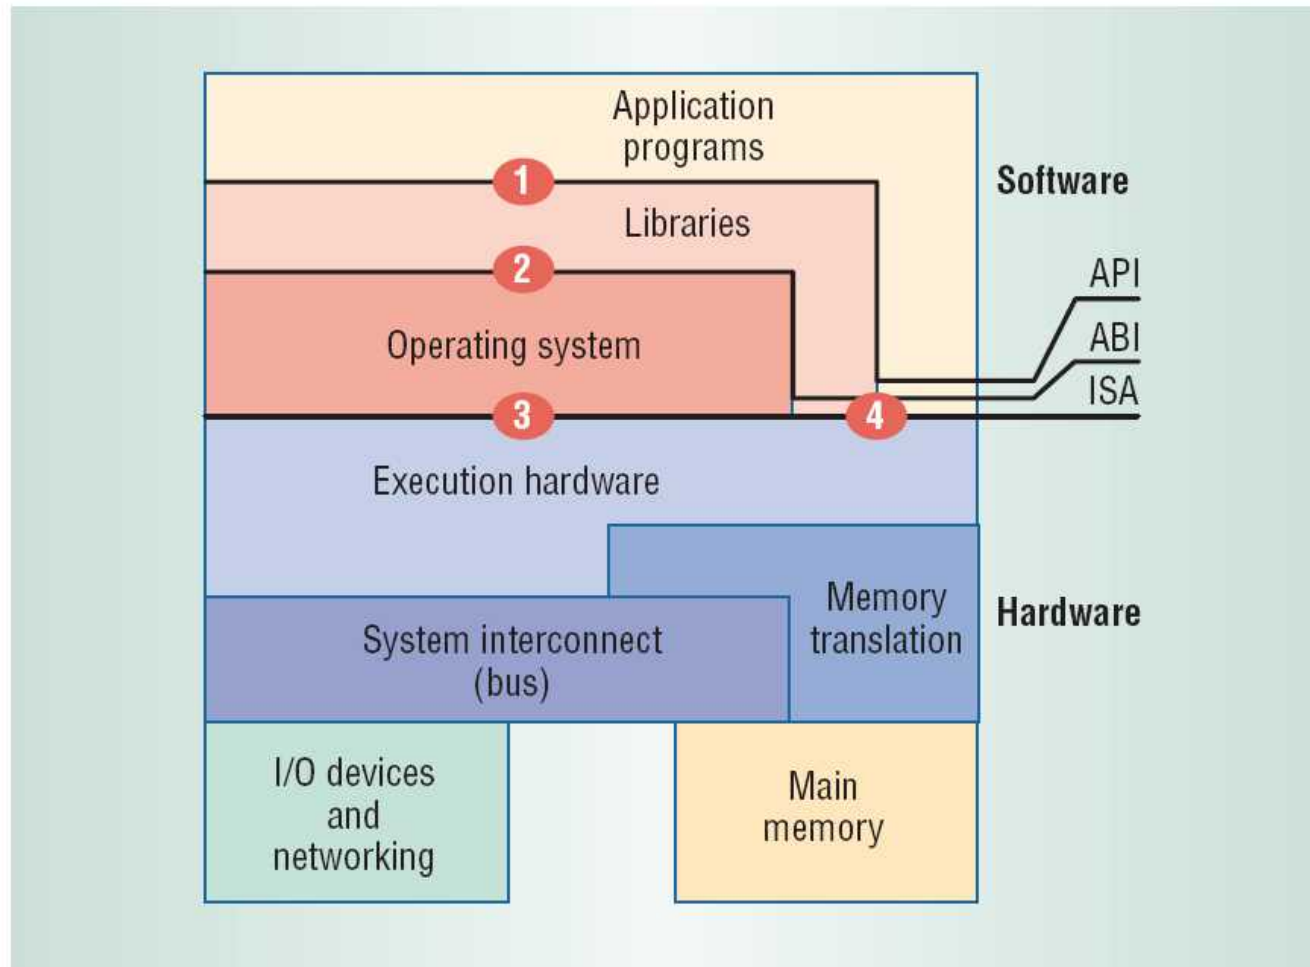 Application
programs
1
Software
Libraries
2
API
Operating system
ABI
ISA
3
4
Execution hardware
Memory
translation
Hardware
System interconnect
(bus)
I/O devices
and
networking
Main
memory